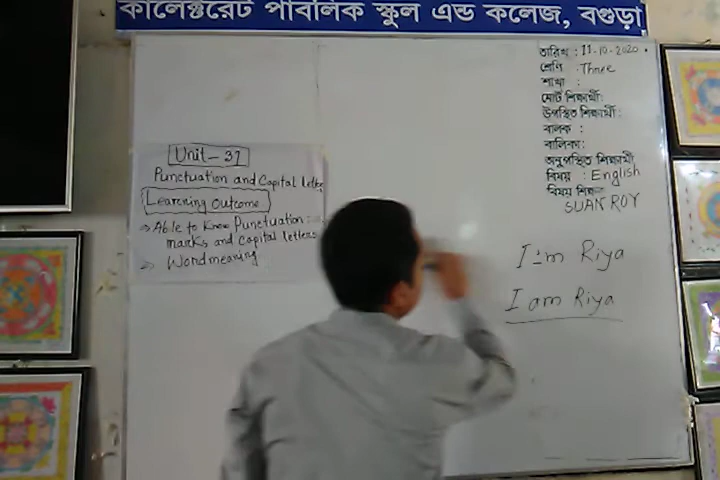 কালেক্টরেট পাবলিক স্কুল এন্ড কলেজ, বগুড়া
তারিখ : 11-10-2020.
শ্রেণি : Three
শাখা :
মোট শিক্ষার্থী:
উপস্থিত শিক্ষার্থী:
বালক :
বালিকা:
অনুপস্থিত শিক্ষার্থী
বিষয় : English
বিষয় শিক্ষক
ROY
Unit - 37
Punctuation and Capital letter
Learning outcome
→ Able to Know Punctuation
marks and capital letters
→ Word meaning
I'm Riya
I am Riya